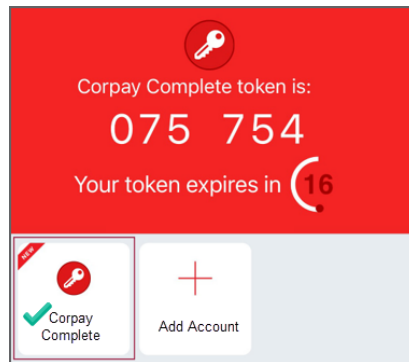 Corpay Complete token is:
075 754
Your token expires in 16
NEW
Corpay
Complete
Add Account